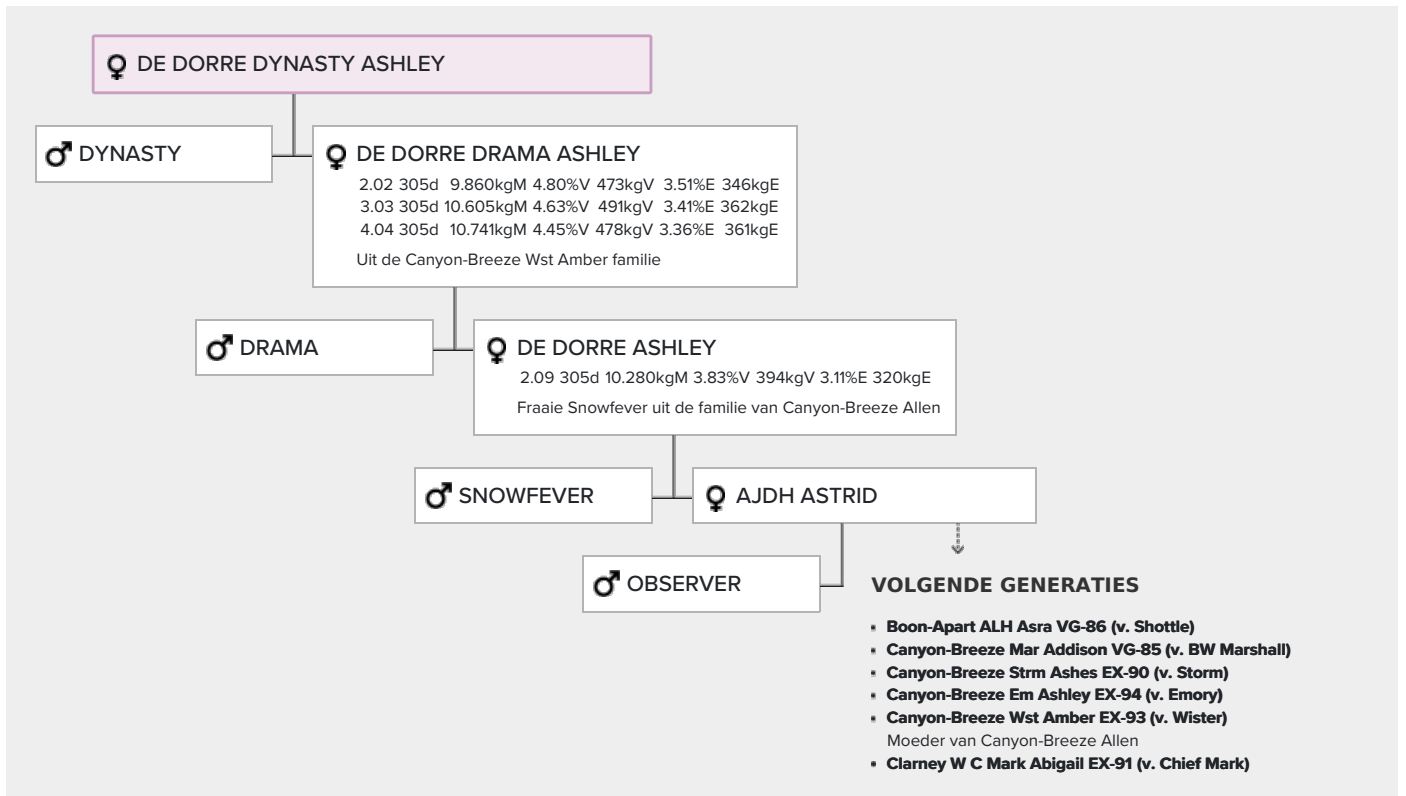 DE DORRE DYNASTY ASHLEY
DYNASTY
DE DORRE DRAMA ASHLEY
2.02 305d 9.860kgM 4.80%V 473kgV 3.51%E 346kgE
3.03 305d 10.605kgM 4.63%V 491kgV 3.41%E 362kgE
4.04 305d 10.741kgM 4.45%V 478kgV 3.36%E 361kgE
Uit de Canyon-Breeze Wst Amber familie
DRAMA
DE DORRE ASHLEY
2.09 305d 10.280kgM 3.83%V 394kgV 3.11%E 320kgE
Fraaie Snowfever uit de familie van Canyon-Breeze Allen
SNOWFEVER
AJDH ASTRID
OBSERVER
VOLGENDE GENERATIES
Boon-Apart ALH Asra VG-86 (v. Shottle)
Canyon-Breeze Mar Addison VG-85 (v. BW Marshall)
Canyon-Breeze Strm Ashes EX-90 (v. Storm)
Canyon-Breeze Em Ashley EX-94 (v. Emory)
Canyon-Breeze Wst Amber EX-93 (v. Wister)
Moeder van Canyon-Breeze Allen
Clarney W C Mark Abigail EX-91 (v. Chief Mark)